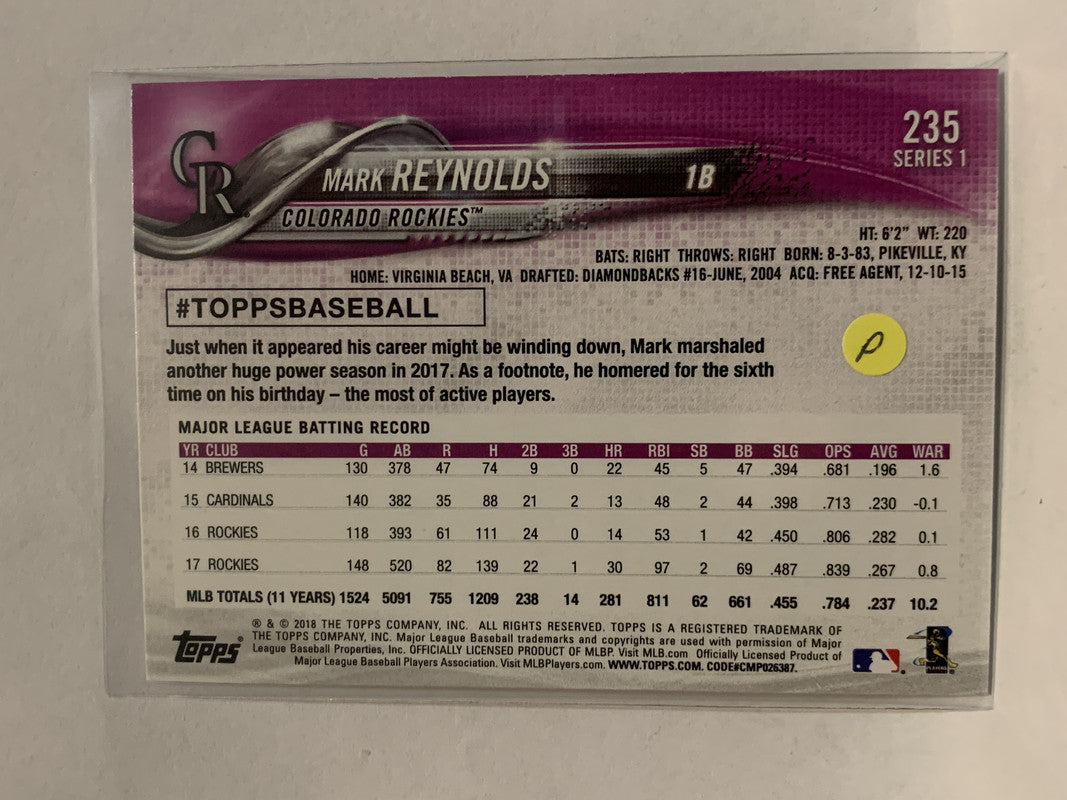 CR
235
SERIES 1
MARK REYNOLDS 1B
COLORADO ROCKIES™
HT: 6'2" WT: 220
BATS: RIGHT THROWS: RIGHT BORN: 8-3-83, PIKEVILLE, KY
HOME: VIRGINIA BEACH, VA DRAFTED: DIAMONDBACKS #16-JUNE, 2004 ACQ: FREE AGENT, 12-10-15
#TOPPSBASEBALL
P
Just when it appeared his career might be winding down, Mark marshaled
another huge power season in 2017. As a footnote, he homered for the sixth
time on his birthday – the most of active players.
MAJOR LEAGUE BATTING RECORD
YR CLUB G AB R H 2B 3B HR RBI SB BB SLG OPS AVG WAR
14 BREWERS 130 378 47 74 9 0 22 45 5 47 .394 .681 .196 1.6
15 CARDINALS 140 382 35 88 21 2 13 48 2 44 .398 .713 .230 -0.1
16 ROCKIES 118 393 61 111 24 0 14 53 1 42 .450 .806 .282 0.1
17 ROCKIES 148 520 82 139 22 1 30 97 2 69 .487 .839 .267 0.8
MLB TOTALS (11 YEARS) 1524 5091 755 1209 238 14 281 811 62 661 .455 .784 .237 10.2
topps®
® & © 2018 THE TOPPS COMPANY, INC. ALL RIGHTS RESERVED. TOPPS IS A REGISTERED TRADEMARK OF
THE TOPPS COMPANY, INC. Major League Baseball trademarks and copyrights are used with permission of Major
League Baseball Properties, Inc. OFFICIALLY LICENSED PRODUCT OF MLBP. Visit MLB.com Officially Licensed Product of
Major League Baseball Players Association. Visit MLBPlayers.com. WWW.TOPPS.COM. CODE#CMP026387.
PLAYERS